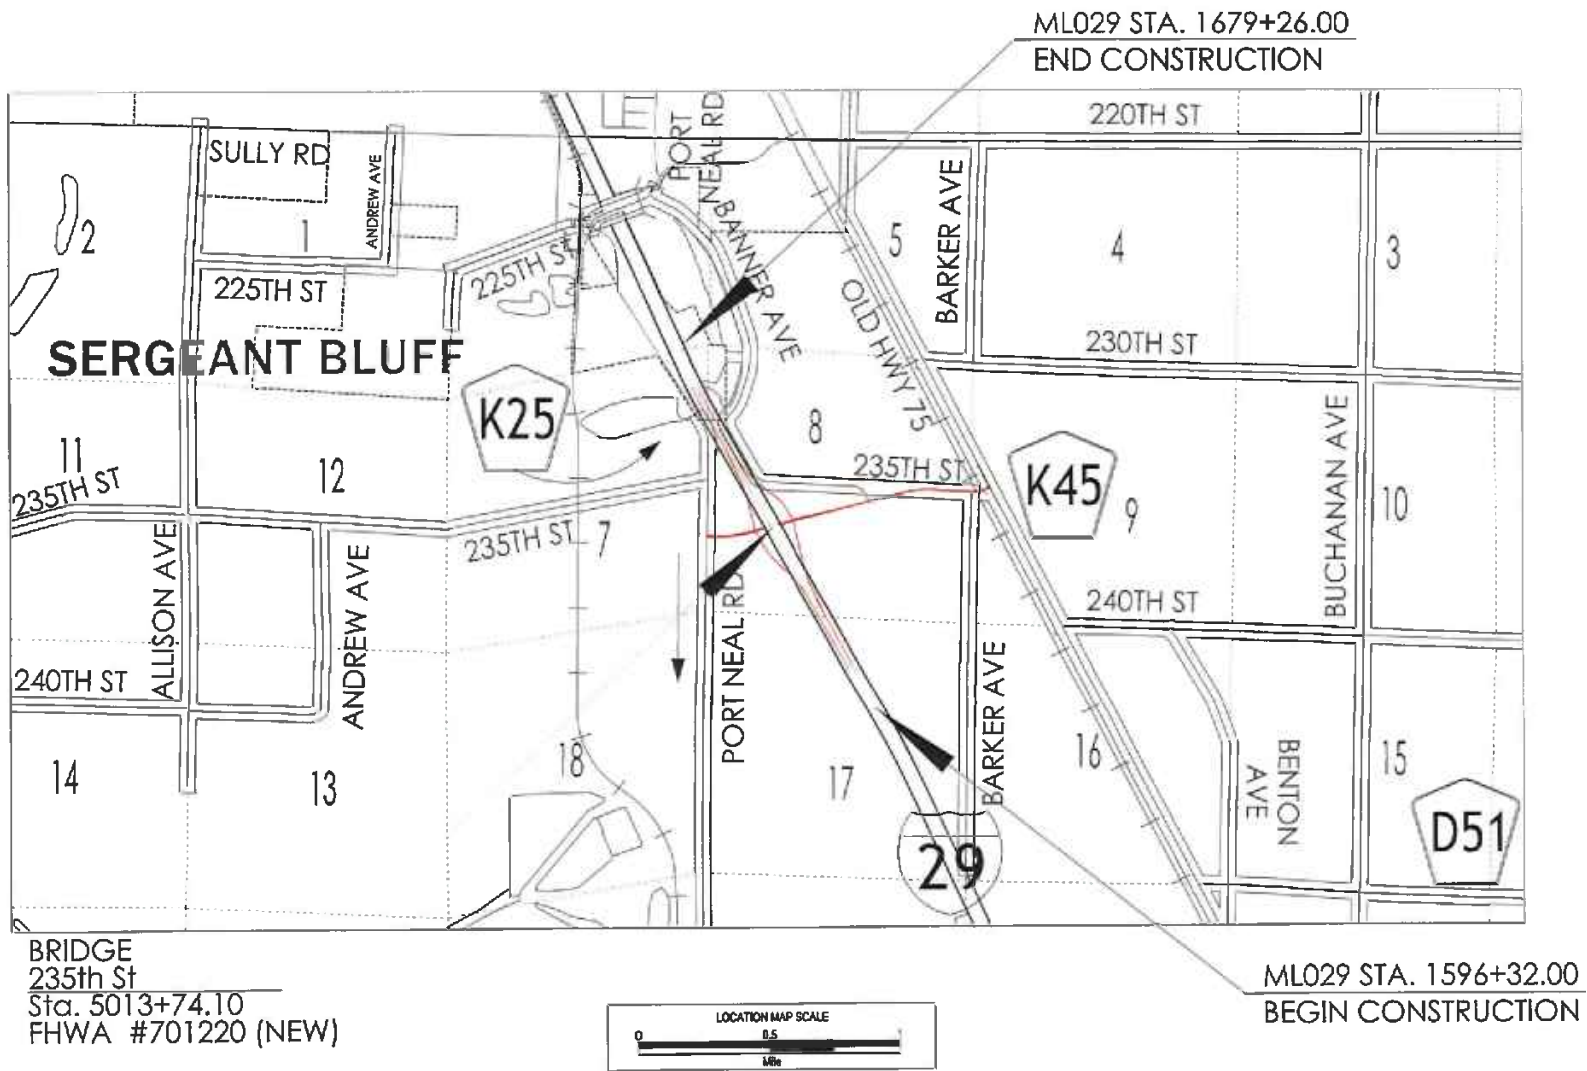 ML029 STA. 1679+26.00
END CONSTRUCTION
220TH ST
SULLY RD
ANDREW AVE
PORT
NEAL RD
BARKER AVE
2
1
5
4
3
BANNER AVE
225TH ST
225TH ST
OLD HWY 75
230TH ST
SERGEANT BLUFF
K25
8
11
12
235TH ST
235TH ST
K45
9
10
BUCHANAN AVE
235TH ST
7
ALLISON AVE
ANDREW AVE
PORT NEAL RD
240TH ST
240TH ST
BARKER AVE
14
13
18
17
16
BENTON
AVE
15
D51
29
BRIDGE
235th St
Sta. 5013+74.10
FHWA #701220 (NEW)
LOCATION MAP SCALE
0 0.5 1
Mile
ML029 STA. 1596+32.00
BEGIN CONSTRUCTION